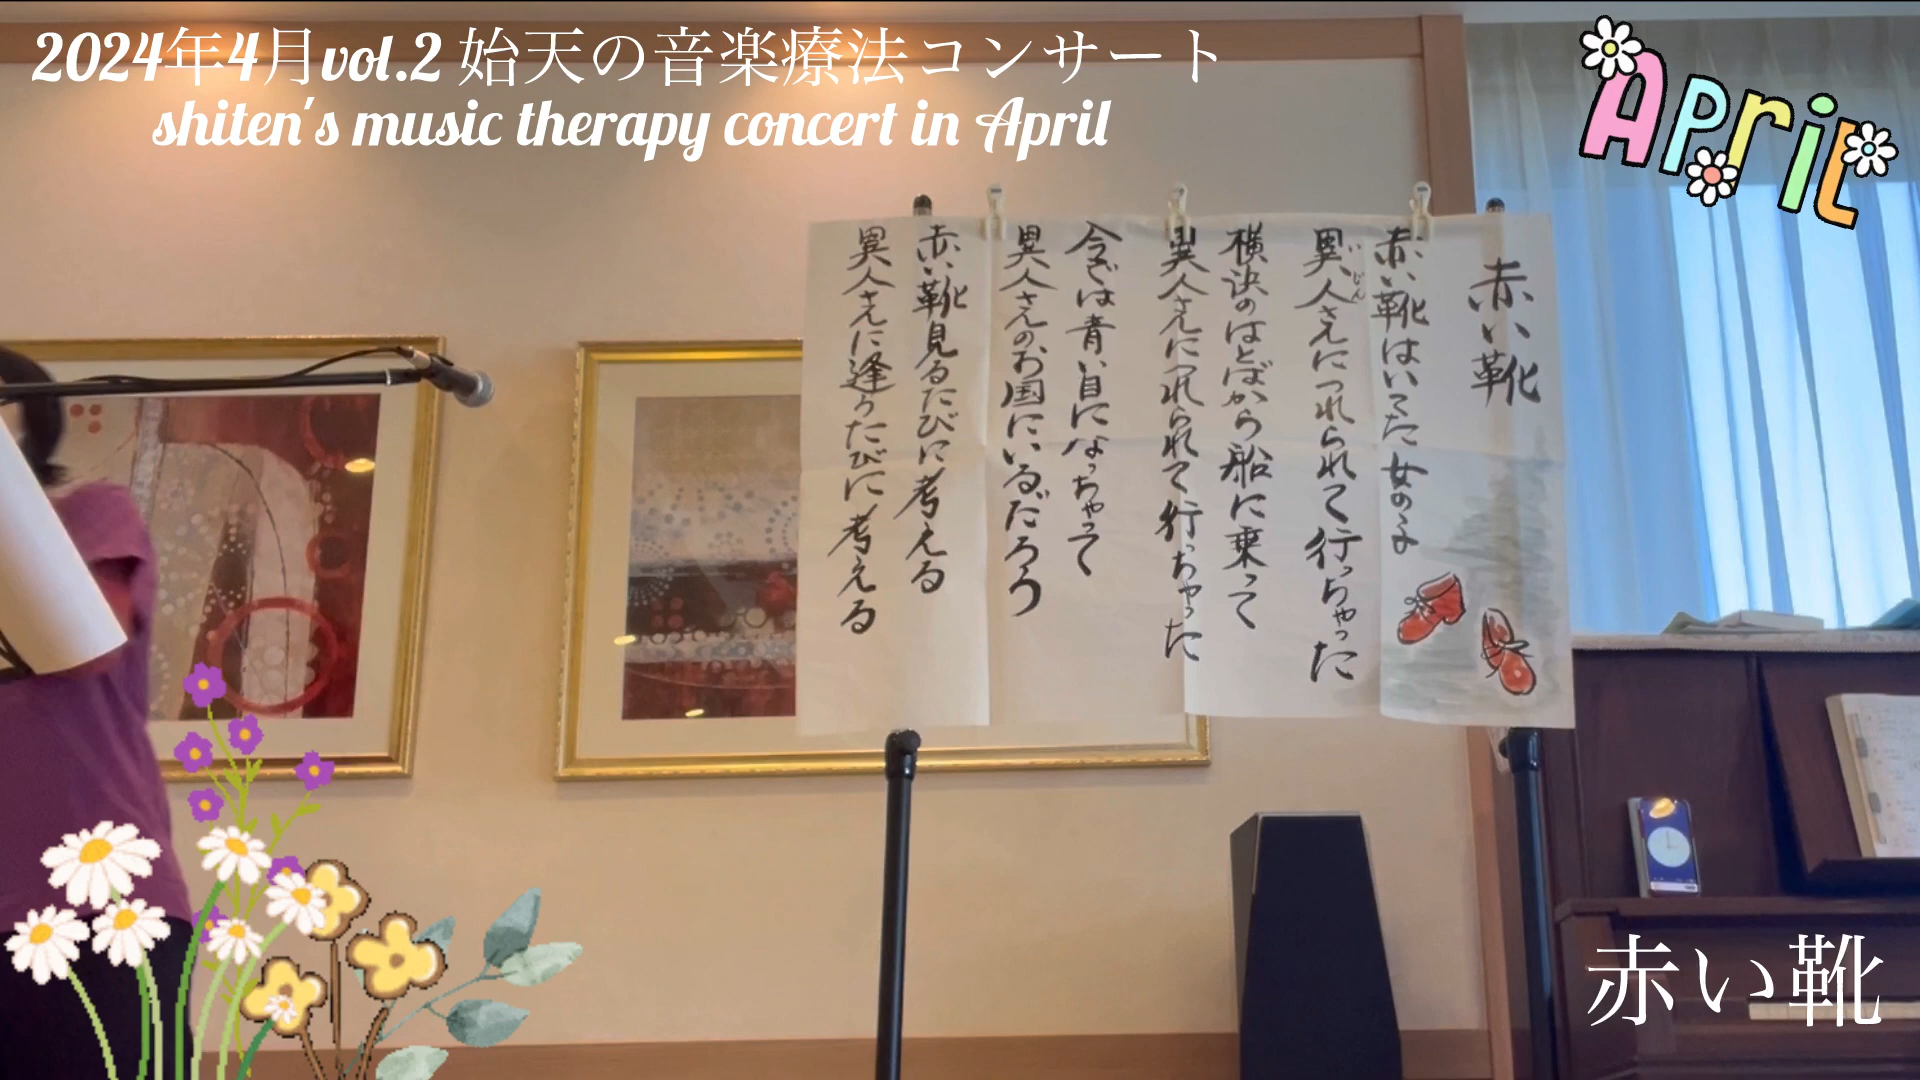 2024年4月vol.2 始天の音楽療法コンサート
shiten's music therapy concert in April
April
赤い靴
赤い靴はいてた女の子
異人さんにつれられて行っちゃった
いじん
横浜のはとばから船に乗って
異人さんにつれられて行っちゃった
今では青い目になっちゃって
異人さんのお国にいるだろう
赤い靴見るたびに考える
異人さんに逢うたびに考える
赤い靴